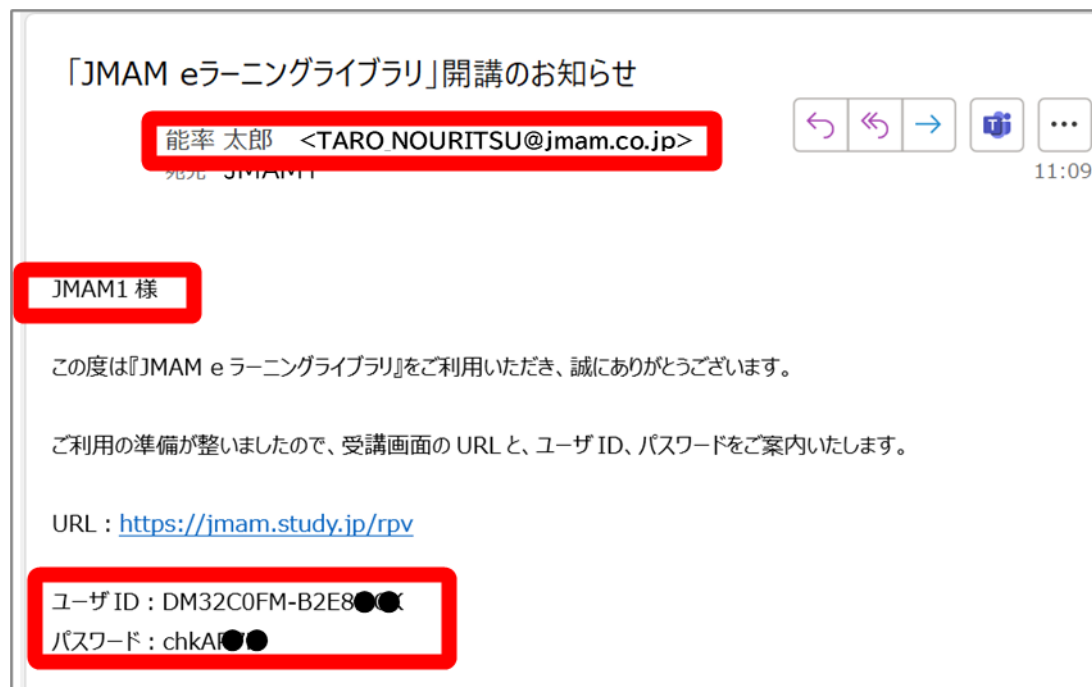 「JMAM eラーニングライブラリ」開講のお知らせ
能率 太郎 <TARO_NOURITSU@jmam.co.jp>
宛先 JMAM1
11:09
JMAM1 様
この度は『JMAM e ラーニングライブラリ』をご利用いただき、誠にありがとうございます。
ご利用の準備が整いましたので、受講画面の URL と、ユーザ ID、パスワードをご案内いたします。
URL：https://jmam.study.jp/rpv
ユーザ ID：DM32C0FM-B2E8
パスワード：chkA